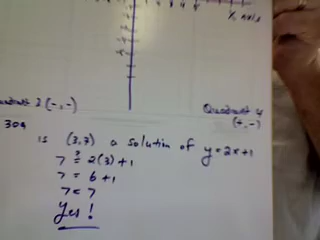 X, axis
Quadrant 3 (-, -)
Quadrant 4
(+, -)
309
is (3,7) a solution of y=2x+1
7 ≟ 2(3)+1
7 = 6+1
7 = 7
Yes!